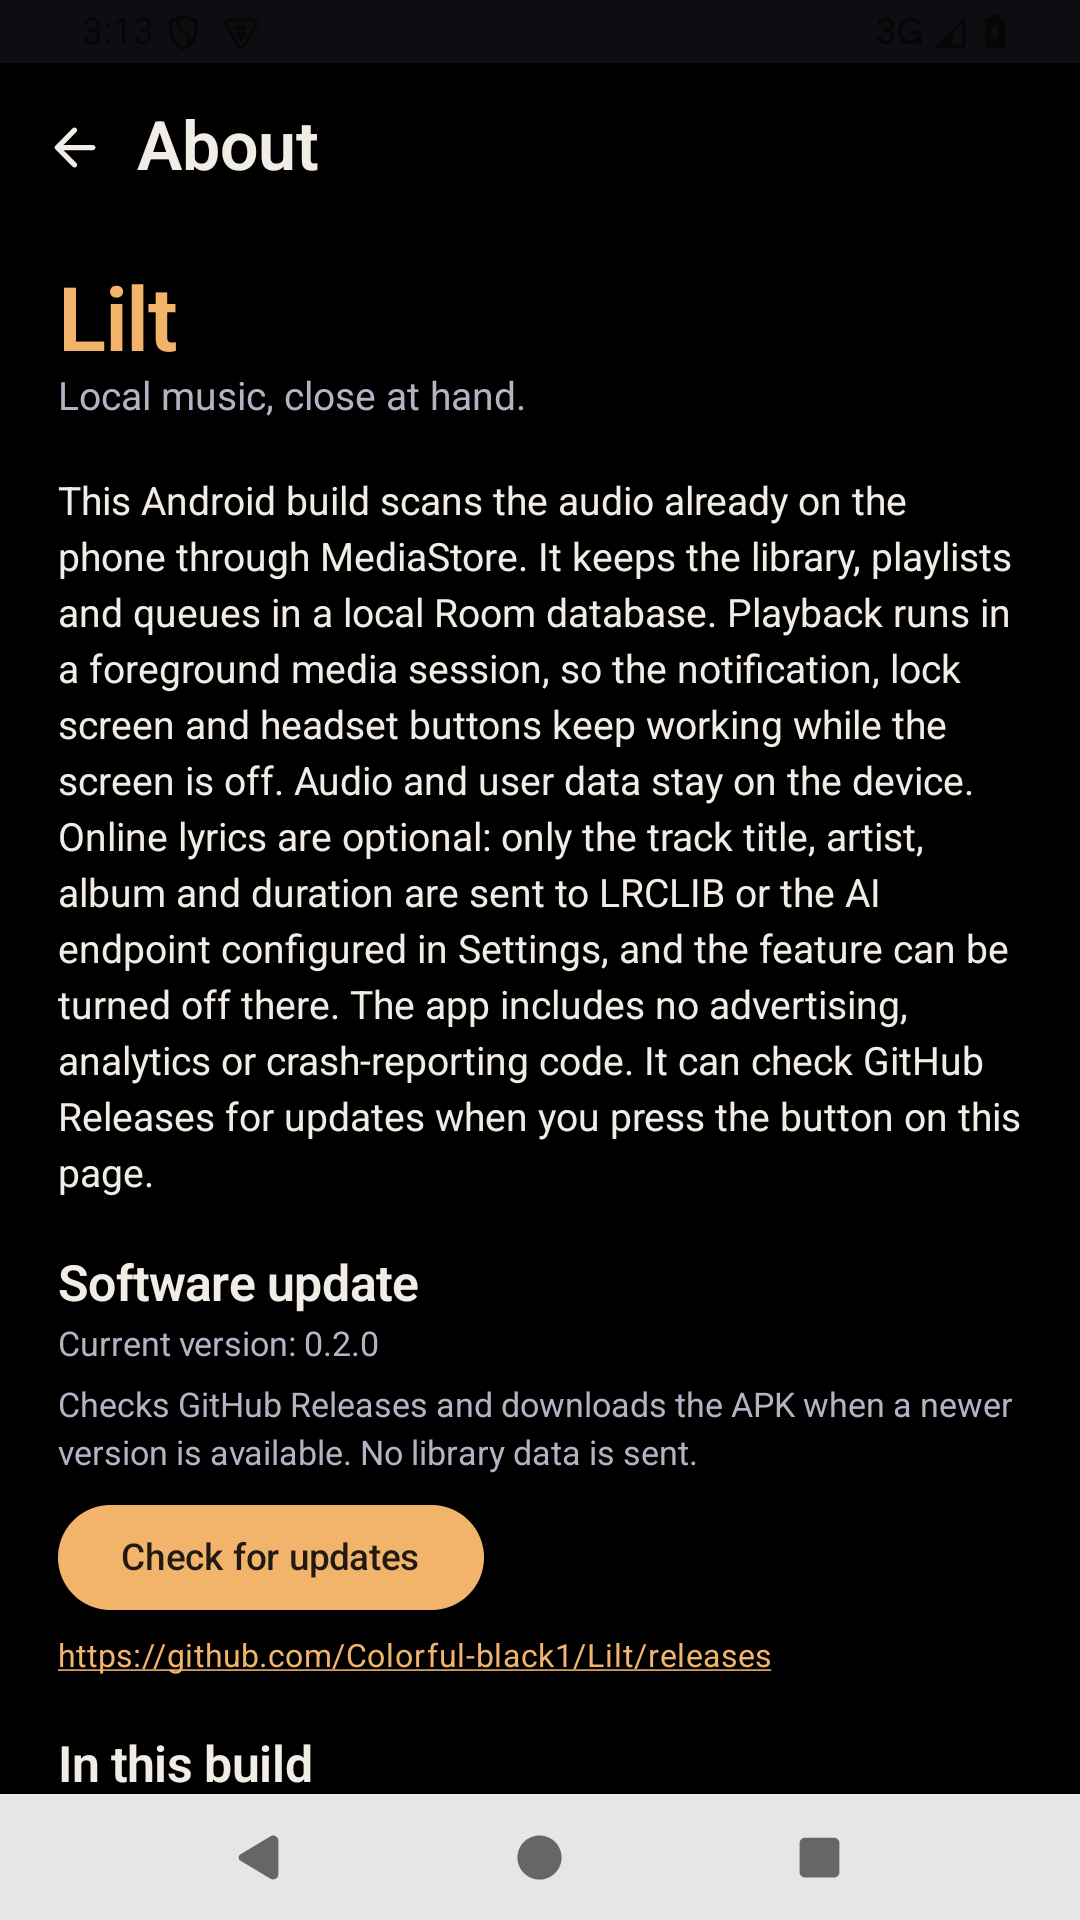 3:13
3G
About
Lilt
Local music, close at hand.
This Android build scans the audio already on the
phone through MediaStore. It keeps the library, playlists
and queues in a local Room database. Playback runs in
a foreground media session, so the notification, lock
screen and headset buttons keep working while the
screen is off. Audio and user data stay on the device.
Online lyrics are optional: only the track title, artist,
album and duration are sent to LRCLIB or the AI
endpoint configured in Settings, and the feature can be
turned off there. The app includes no advertising,
analytics or crash-reporting code. It can check GitHub
Releases for updates when you press the button on this
page.
Software update
Current version: 0.2.0
Checks GitHub Releases and downloads the APK when a newer
version is available. No library data is sent.
Check for updates
https://github.com/Colorful-black1/Lilt/releases
In this build